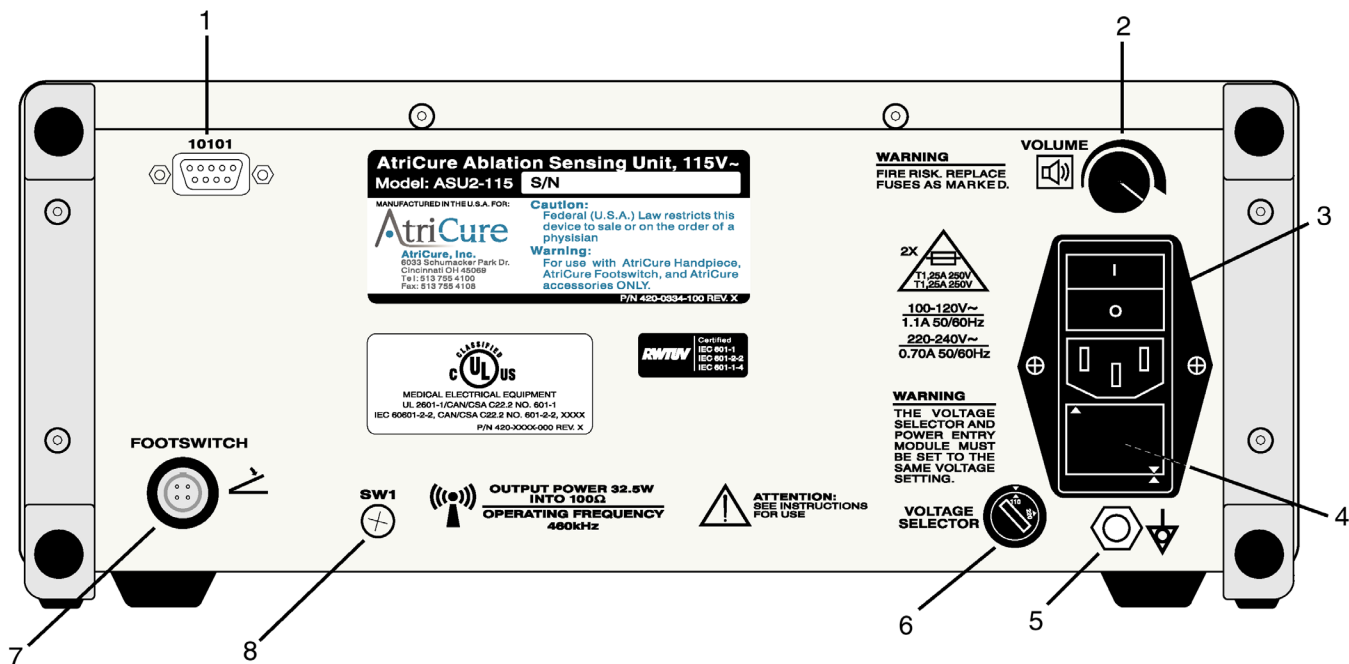 1
2
10101
VOLUME
WARNING
FIRE RISK. REPLACE
FUSES AS MARKED.
AtriCure Ablation Sensing Unit, 115V~
Model: ASU2-115 S/N
MANUFACTURED IN THE U.S.A. FOR:
AtriCure
AtriCure, Inc.
6033 Schumacker Park Dr.
Cincinnati OH 45069
Tel: 513 755 4100
Fax: 513 755 4108
Caution:
Federal (U.S.A.) Law restricts this
device to sale or on the order of a
physisian
Warning:
For use with AtriCure Handpiece,
AtriCure Footswitch, and AtriCure
accessories ONLY.
P/N 420-0334-100 REV. X
3
2X
T1,25A 250V
T1,25A 250V
100-120V~
1.1A 50/60Hz
220-240V~
0.70A 50/60Hz
I
O
CLASSIFIED
C UL US
MEDICAL ELECTRICAL EQUIPMENT
UL 2601-1/CAN/CSA C22.2 NO. 601-1
IEC 60601-2-2, CAN/CSA C22.2 NO. 601-2-2, XXXX
P/N 420-XXXX-000 REV. X
RWTUV
Certified
IEC 601-1
IEC 601-2-2
IEC 601-1-4
WARNING
THE VOLTAGE
SELECTOR AND
POWER ENTRY
MODULE MUST
BE SET TO THE
SAME VOLTAGE
SETTING.
FOOTSWITCH
SW1
OUTPUT POWER 32.5W
INTO 100Ω
OPERATING FREQUENCY
460kHz
ATTENTION:
SEE INSTRUCTIONS
FOR USE
VOLTAGE
SELECTOR
110
4
5
6
7
8